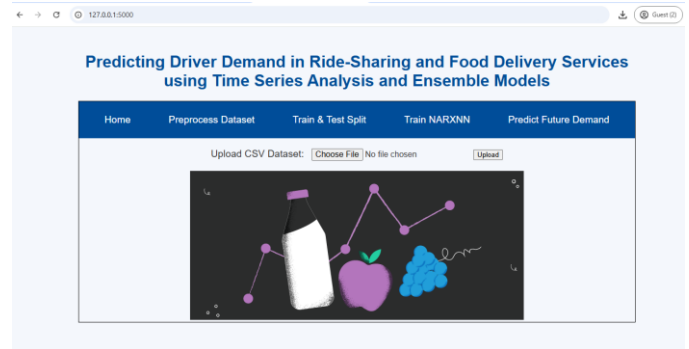 127.0.0.1:5000
Guest (2)
Predicting Driver Demand in Ride-Sharing and Food Delivery Services
using Time Series Analysis and Ensemble Models
Home Preprocess Dataset Train & Test Split Train NARXNN Predict Future Demand
Upload CSV Dataset: Choose File No file chosen Upload